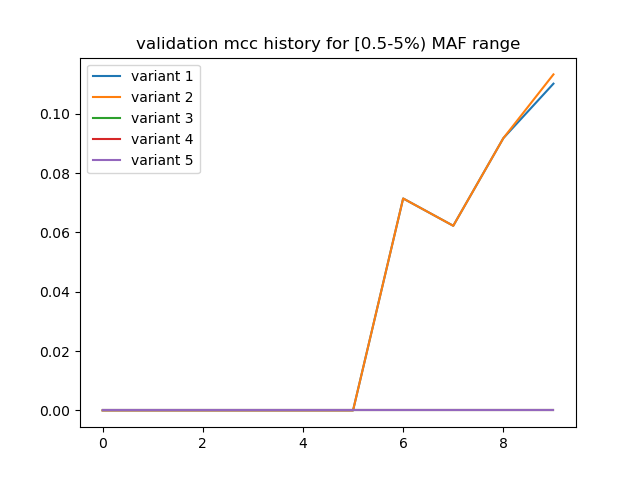 validation mcc history for [0.5-5%) MAF range
variant 1
variant 2
variant 3
variant 4
variant 5
0.10
0.08
0.06
0.04
0.02
0.00
0 2 4 6 8